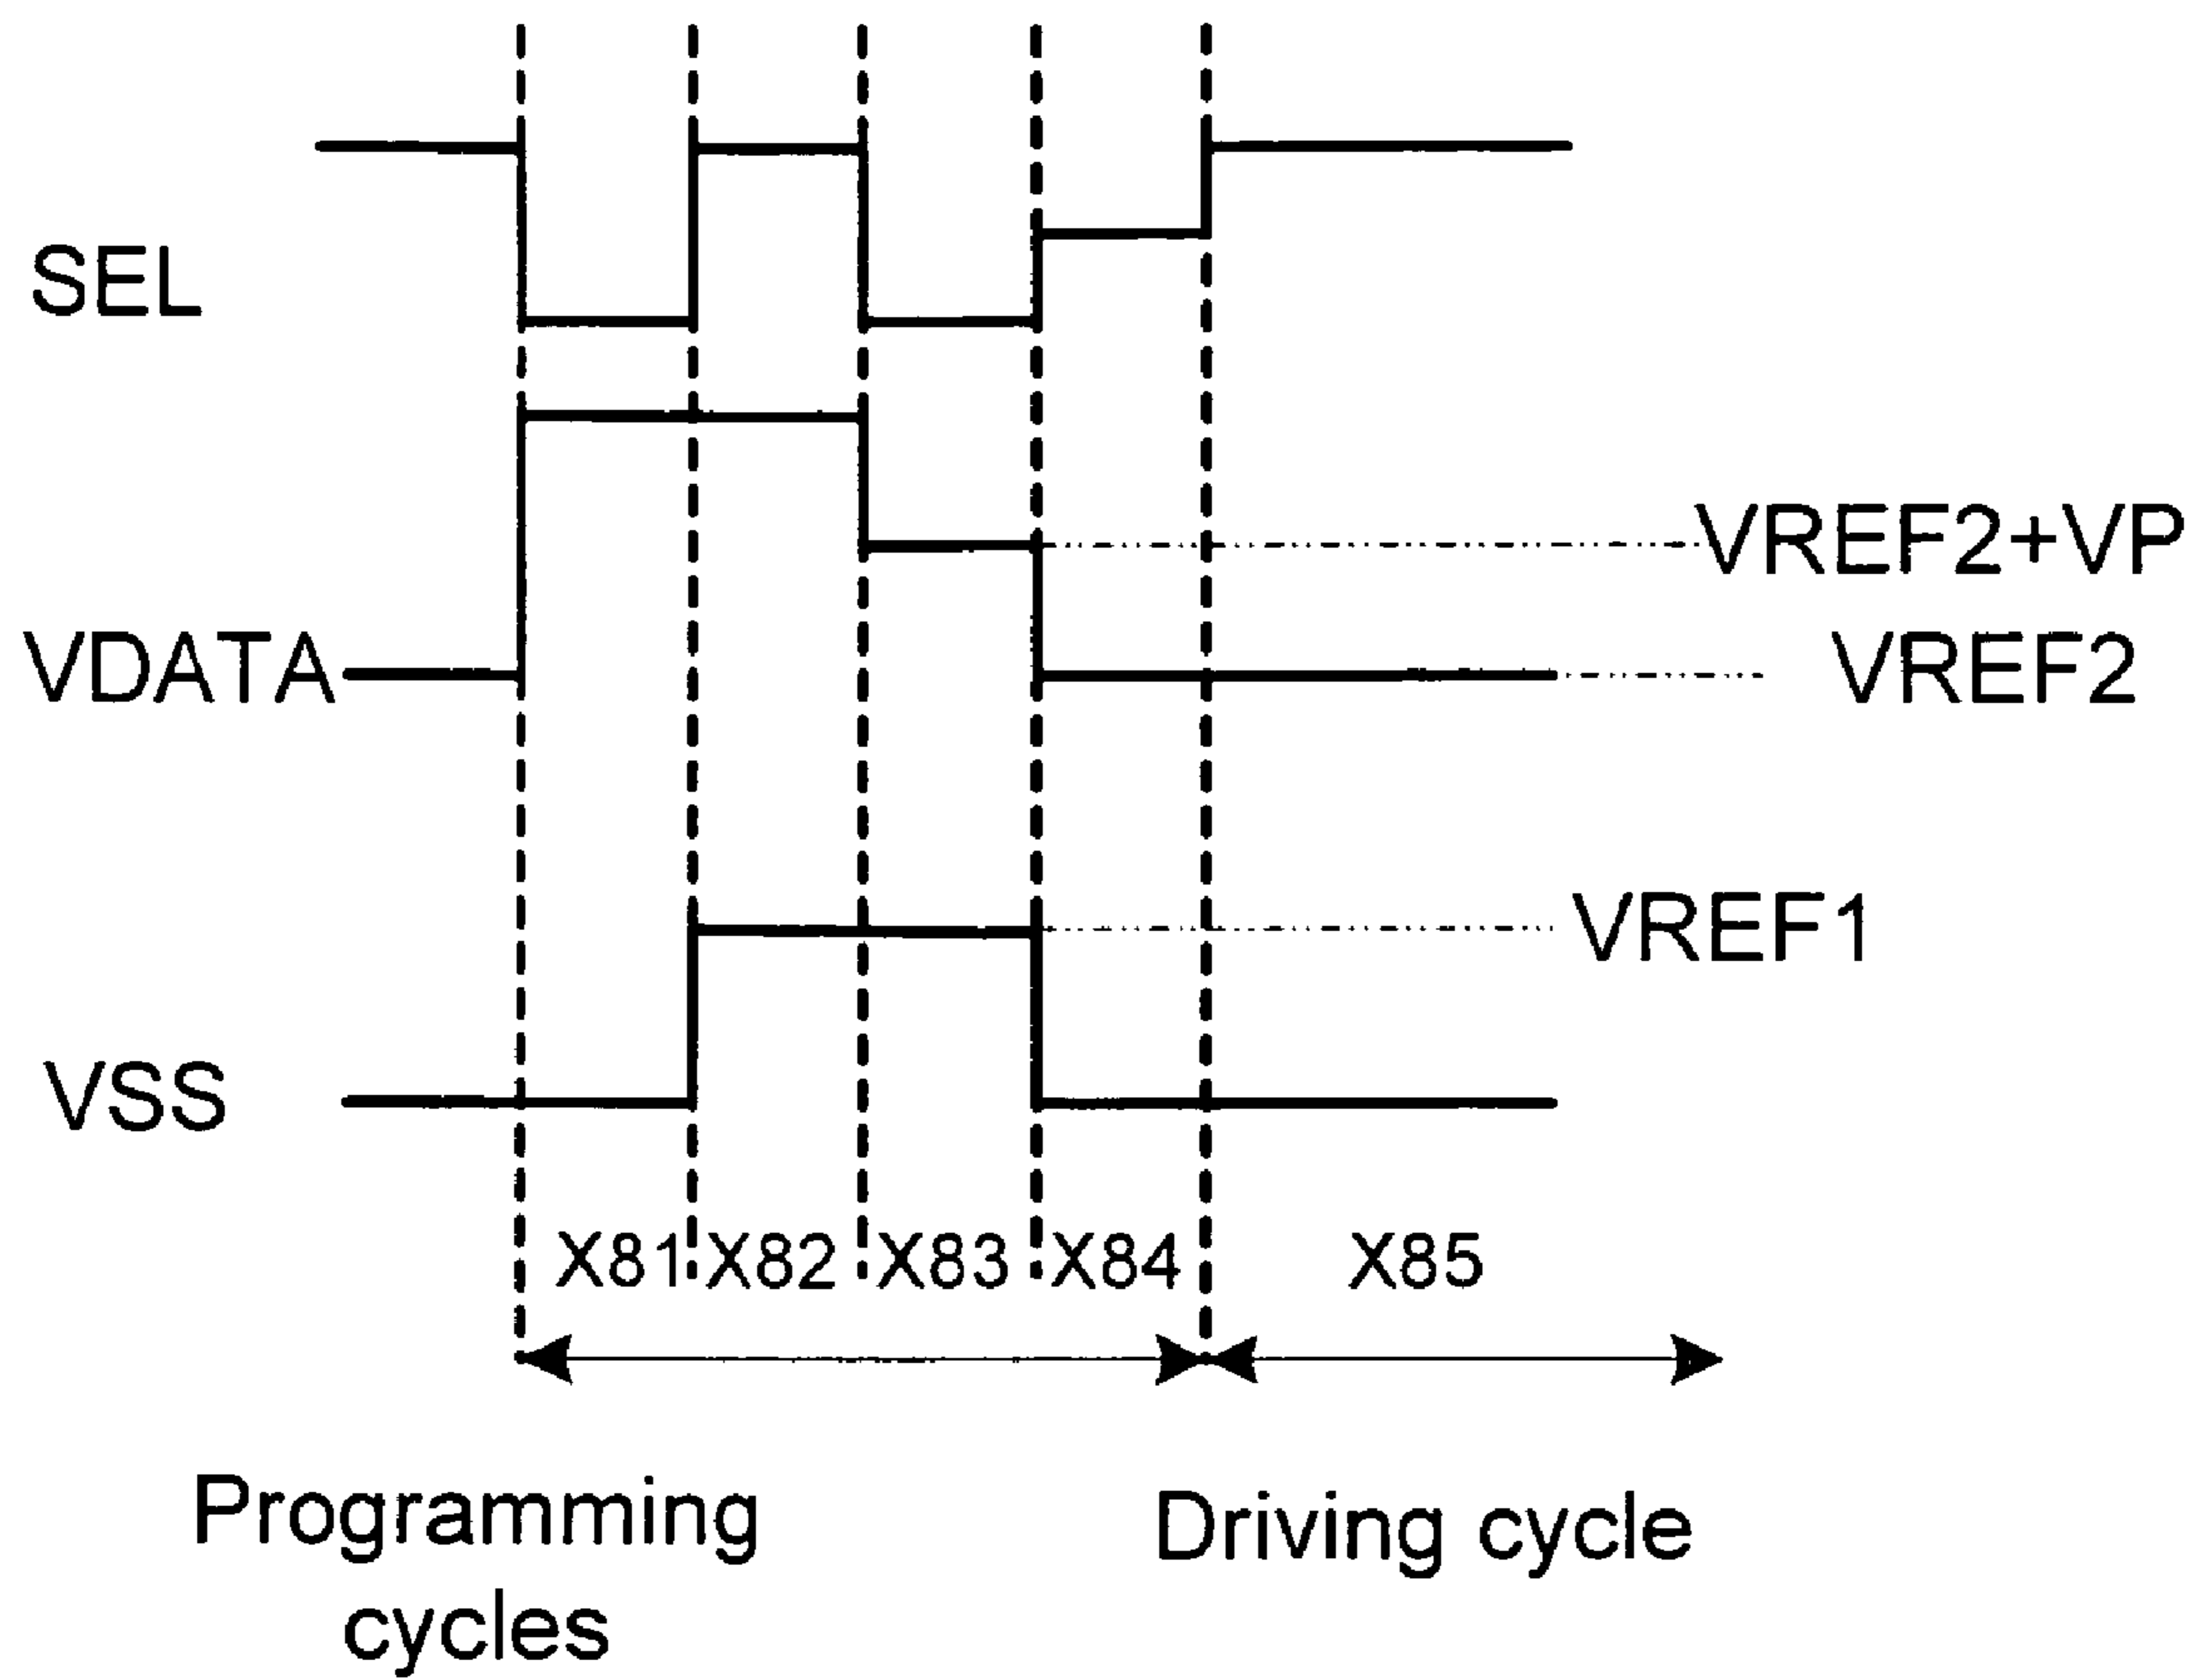 SEL
VREF2+VP
VDATA
VREF2
VREF1
VSS
X81 X82 X83 X84 X85
Programming
cycles
Driving cycle